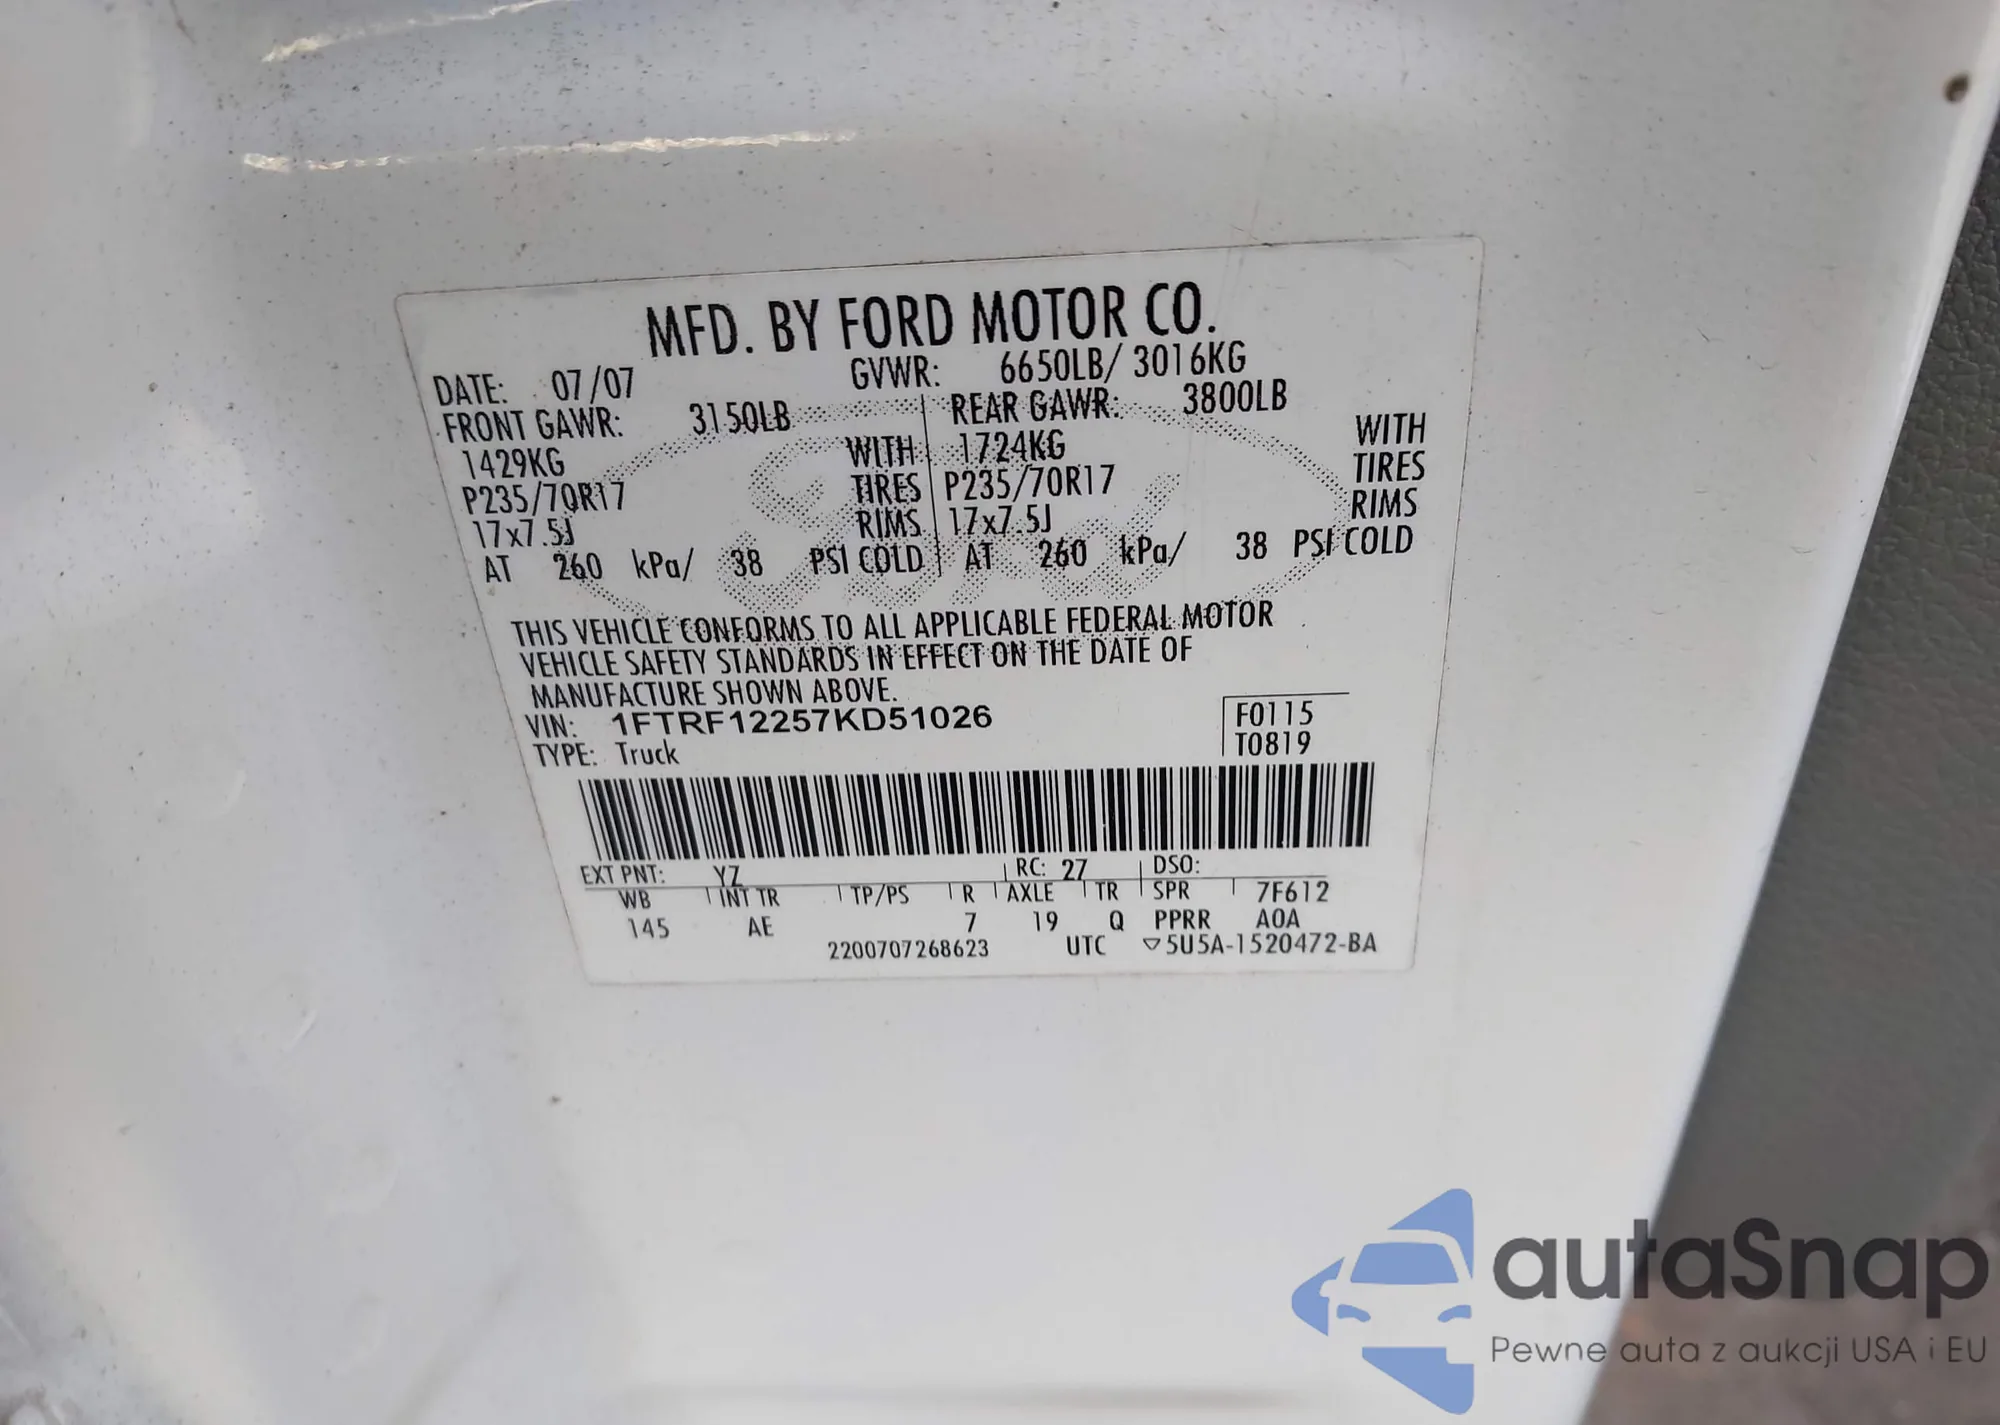 MFD. BY FORD MOTOR CO.
DATE: 07/07 GVWR: 6650LB/ 3016KG
FRONT GAWR: 3150LB REAR GAWR: 3800LB
1429KG WITH 1724KG WITH
P235/70R17 TIRES P235/70R17 TIRES
17x7.5J RIMS 17x7.5J RIMS
AT 260 kPa/ 38 PSI COLD AT 260 kPa/ 38 PSI COLD
THIS VEHICLE CONFORMS TO ALL APPLICABLE FEDERAL MOTOR
VEHICLE SAFETY STANDARDS IN EFFECT ON THE DATE OF
MANUFACTURE SHOWN ABOVE.
VIN: 1FTRF12257KD51026 F0115
TYPE: Truck T0819
EXT PNT: YZ RC: 27 DSO:
WB INT TR TP/PS R AXLE TR SPR 7F612
145 AE 7 19 Q PPRR AOA
2200707268623 UTC ▽5U5A-1520472-BA
autaSnap
Pewne auta z aukcji USA i EU